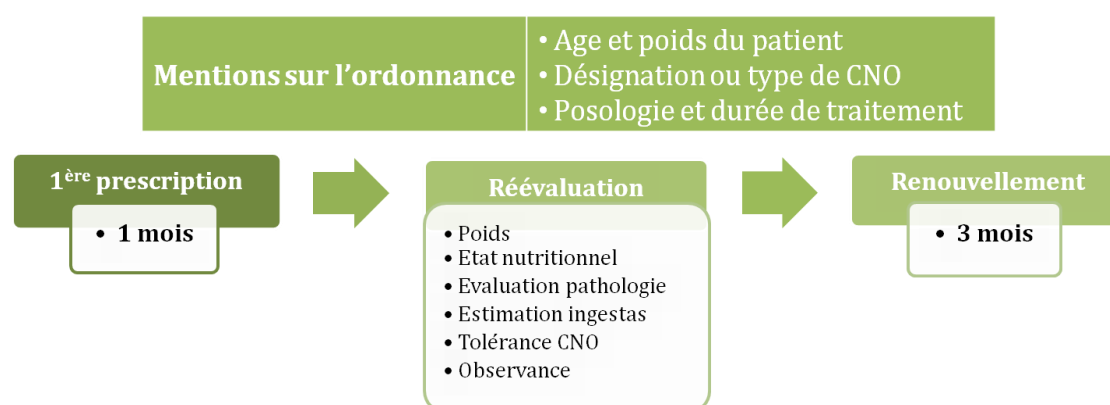 Mentions sur l'ordonnance
• Age et poids du patient
• Désignation ou type de CNO
• Posologie et durée de traitement
1ère prescription
• 1 mois
Réévaluation
• Poids
• Etat nutritionnel
• Evaluation pathologie
• Estimation ingestas
• Tolérance CNO
• Observance
Renouvellement
• 3 mois